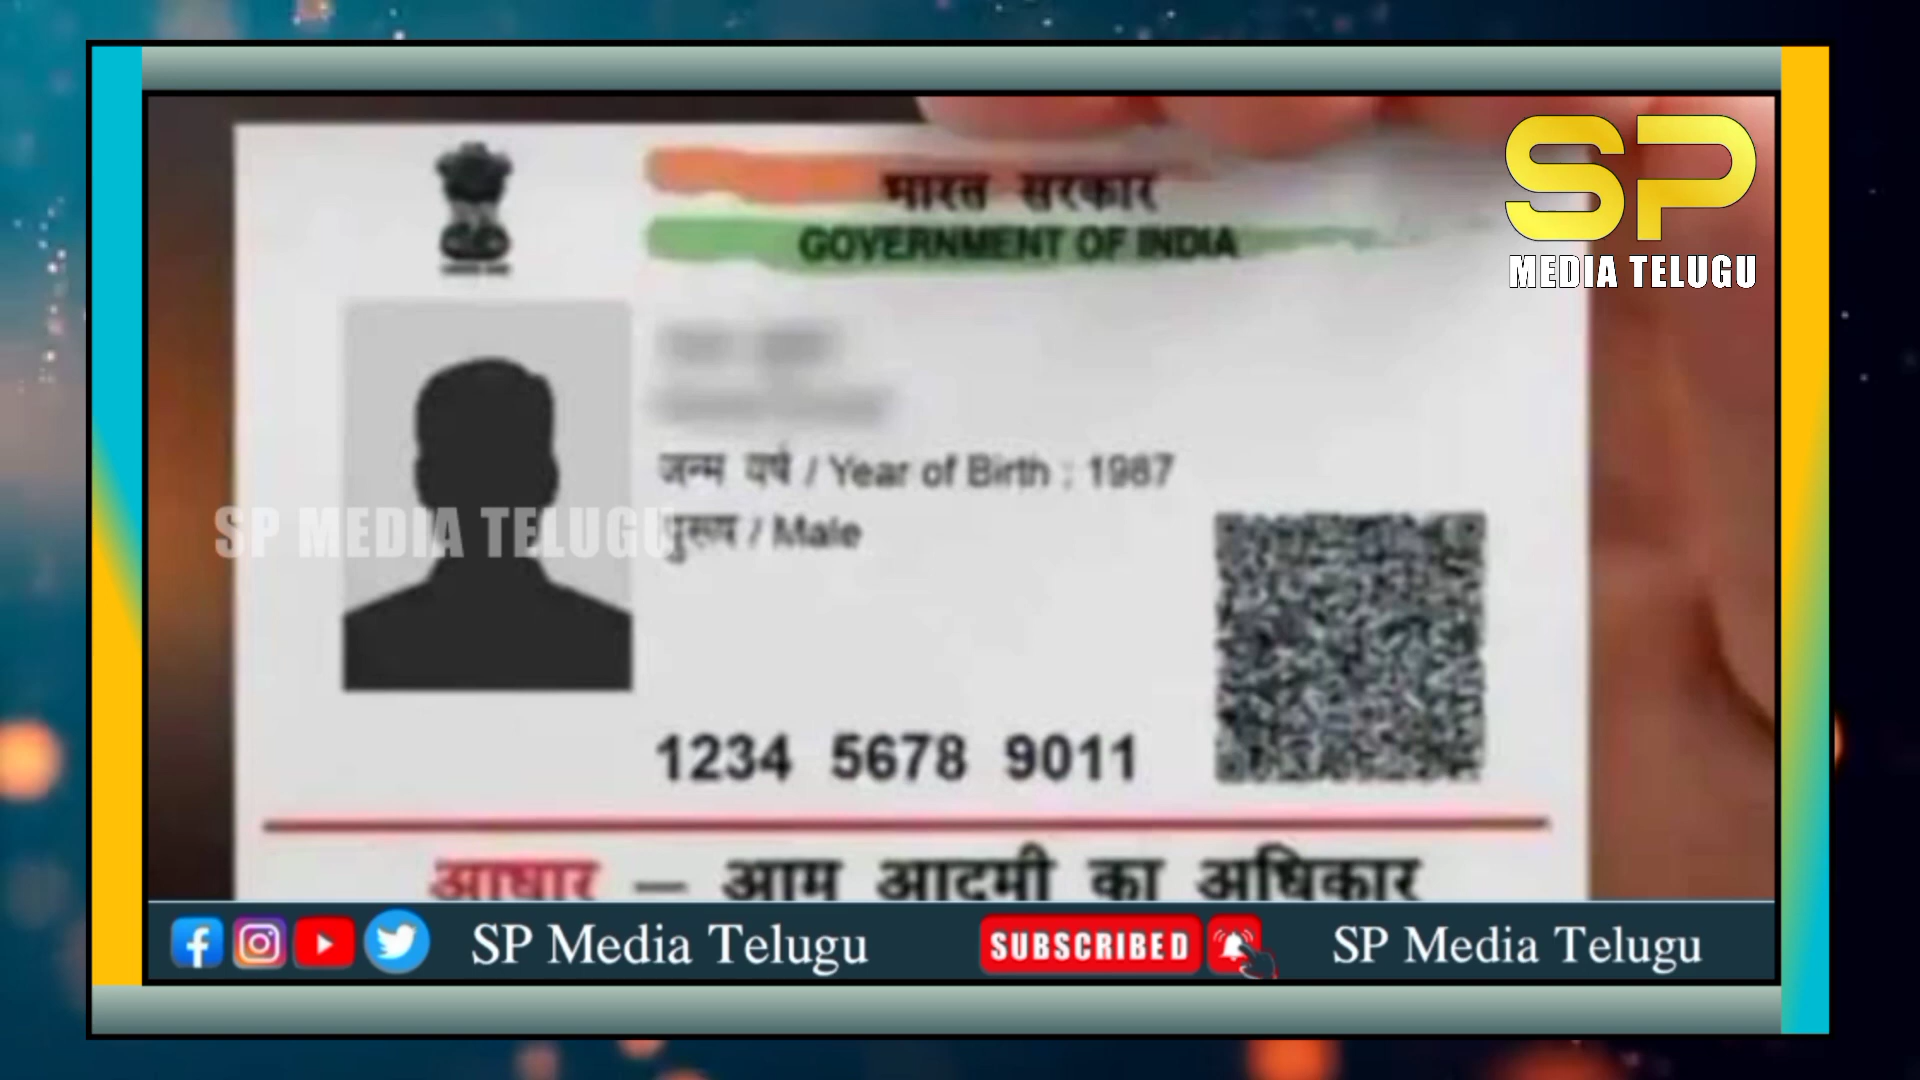 SP
MEDIA TELUGU
भारत सरकार
GOVERNMENT OF INDIA
जन्म वर्ष / Year of Birth : 1987
पुरूष / Male
SP MEDIA TELUGU
1234 5678 9011
आधार — आम आदमी का अधिकार
SP Media Telugu
SUBSCRIBED
SP Media Telugu